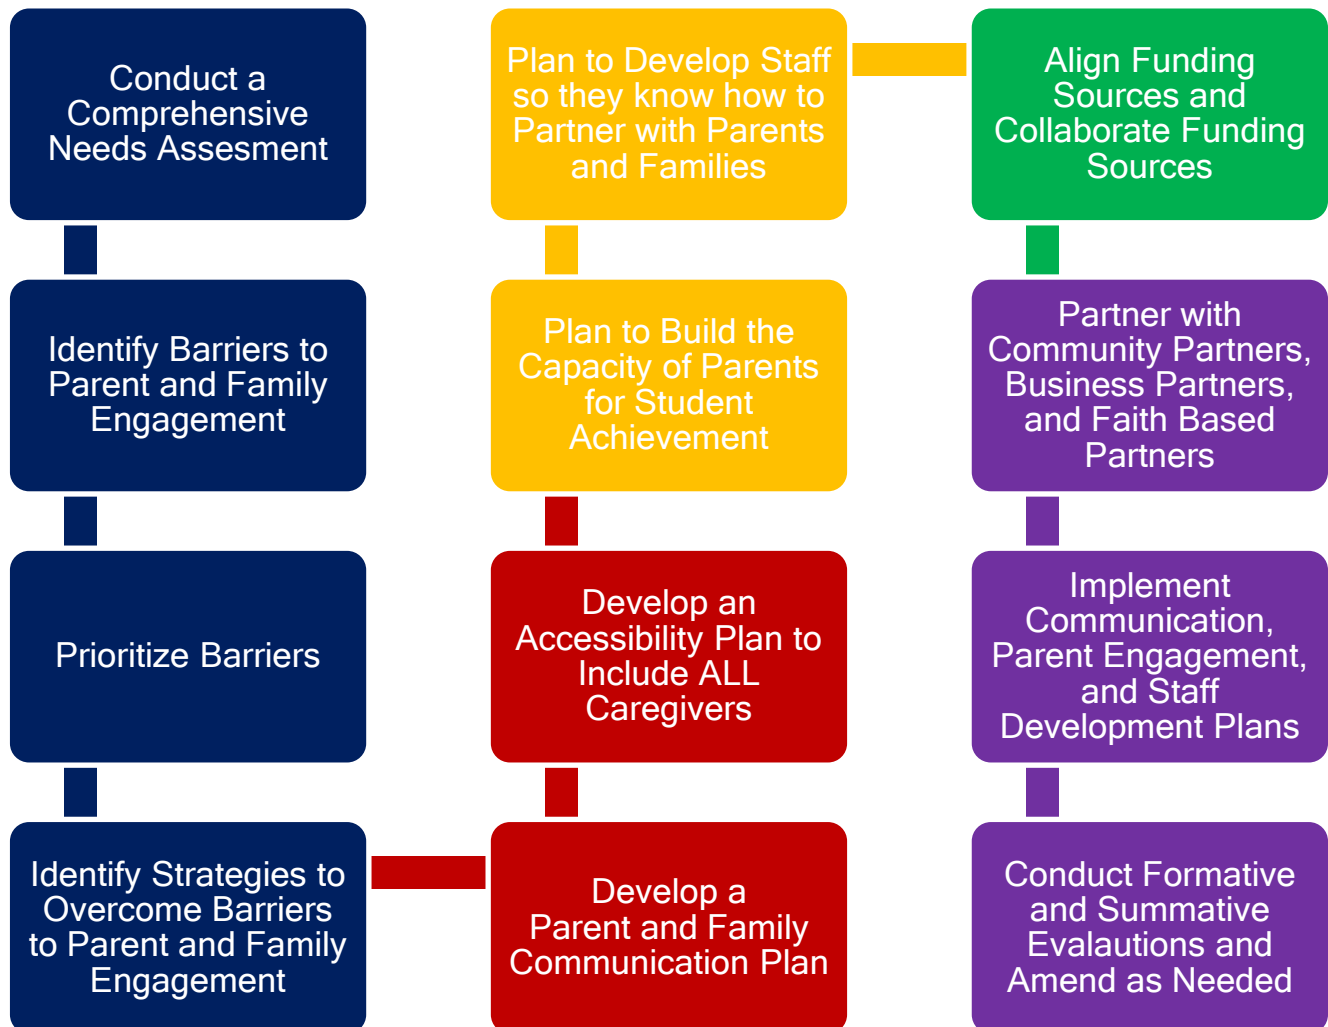 Conduct a
Comprehensive
Needs Assesment
Identify Barriers to
Parent and Family
Engagement
Prioritize Barriers
Identify Strategies to
Overcome Barriers
to Parent and Family
Engagement
Develop a
Parent and Family
Communication Plan
Develop an
Accessibility Plan to
Include ALL
Caregivers
Plan to Build the
Capacity of Parents
for Student
Achievement
Plan to Develop Staff
so they know how to
Partner with Parents
and Families
Align Funding
Sources and
Collaborate Funding
Sources
Partner with
Community Partners,
Business Partners,
and Faith Based
Partners
Implement
Communication,
Parent Engagement,
and Staff
Development Plans
Conduct Formative
and Summative
Evalautions and
Amend as Needed